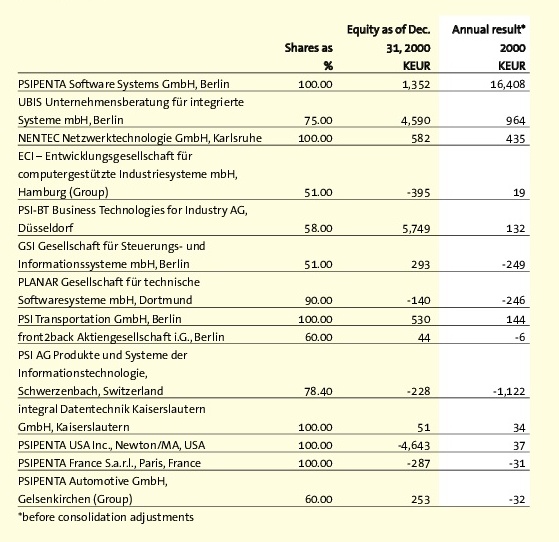 Equity as of Dec. Annual result*
Shares as 31, 2000 2000
% KEUR KEUR
PSIPENTA Software Systems GmbH, Berlin 100.00 1,352 16,408
UBIS Unternehmensberatung für integrierte
Systeme mbH, Berlin 75.00 4,590 964
NENTEC Netzwerktechnologie GmbH, Karlsruhe 100.00 582 435
ECI – Entwicklungsgesellschaft für
computergestützte Industriesysteme mbH,
Hamburg (Group) 51.00 -395 19
PSI-BT Business Technologies for Industry AG,
Düsseldorf 58.00 5,749 132
GSI Gesellschaft für Steuerungs- und
Informationssysteme mbH, Berlin 51.00 293 -249
PLANAR Gesellschaft für technische
Softwaresysteme mbH, Dortmund 90.00 -140 -246
PSI Transportation GmbH, Berlin 100.00 530 144
front2back Aktiengesellschaft i.G., Berlin 60.00 44 -6
PSI AG Produkte und Systeme der
Informationstechnologie,
Schwerzenbach, Switzerland 78.40 -228 -1,122
integral Datentechnik Kaiserslautern
GmbH, Kaiserslautern 100.00 51 34
PSIPENTA USA Inc., Newton/MA, USA 100.00 -4,643 37
PSIPENTA France S.a.r.l., Paris, France 100.00 -287 -31
PSIPENTA Automotive GmbH,
Gelsenkirchen (Group) 60.00 253 -32
*before consolidation adjustments